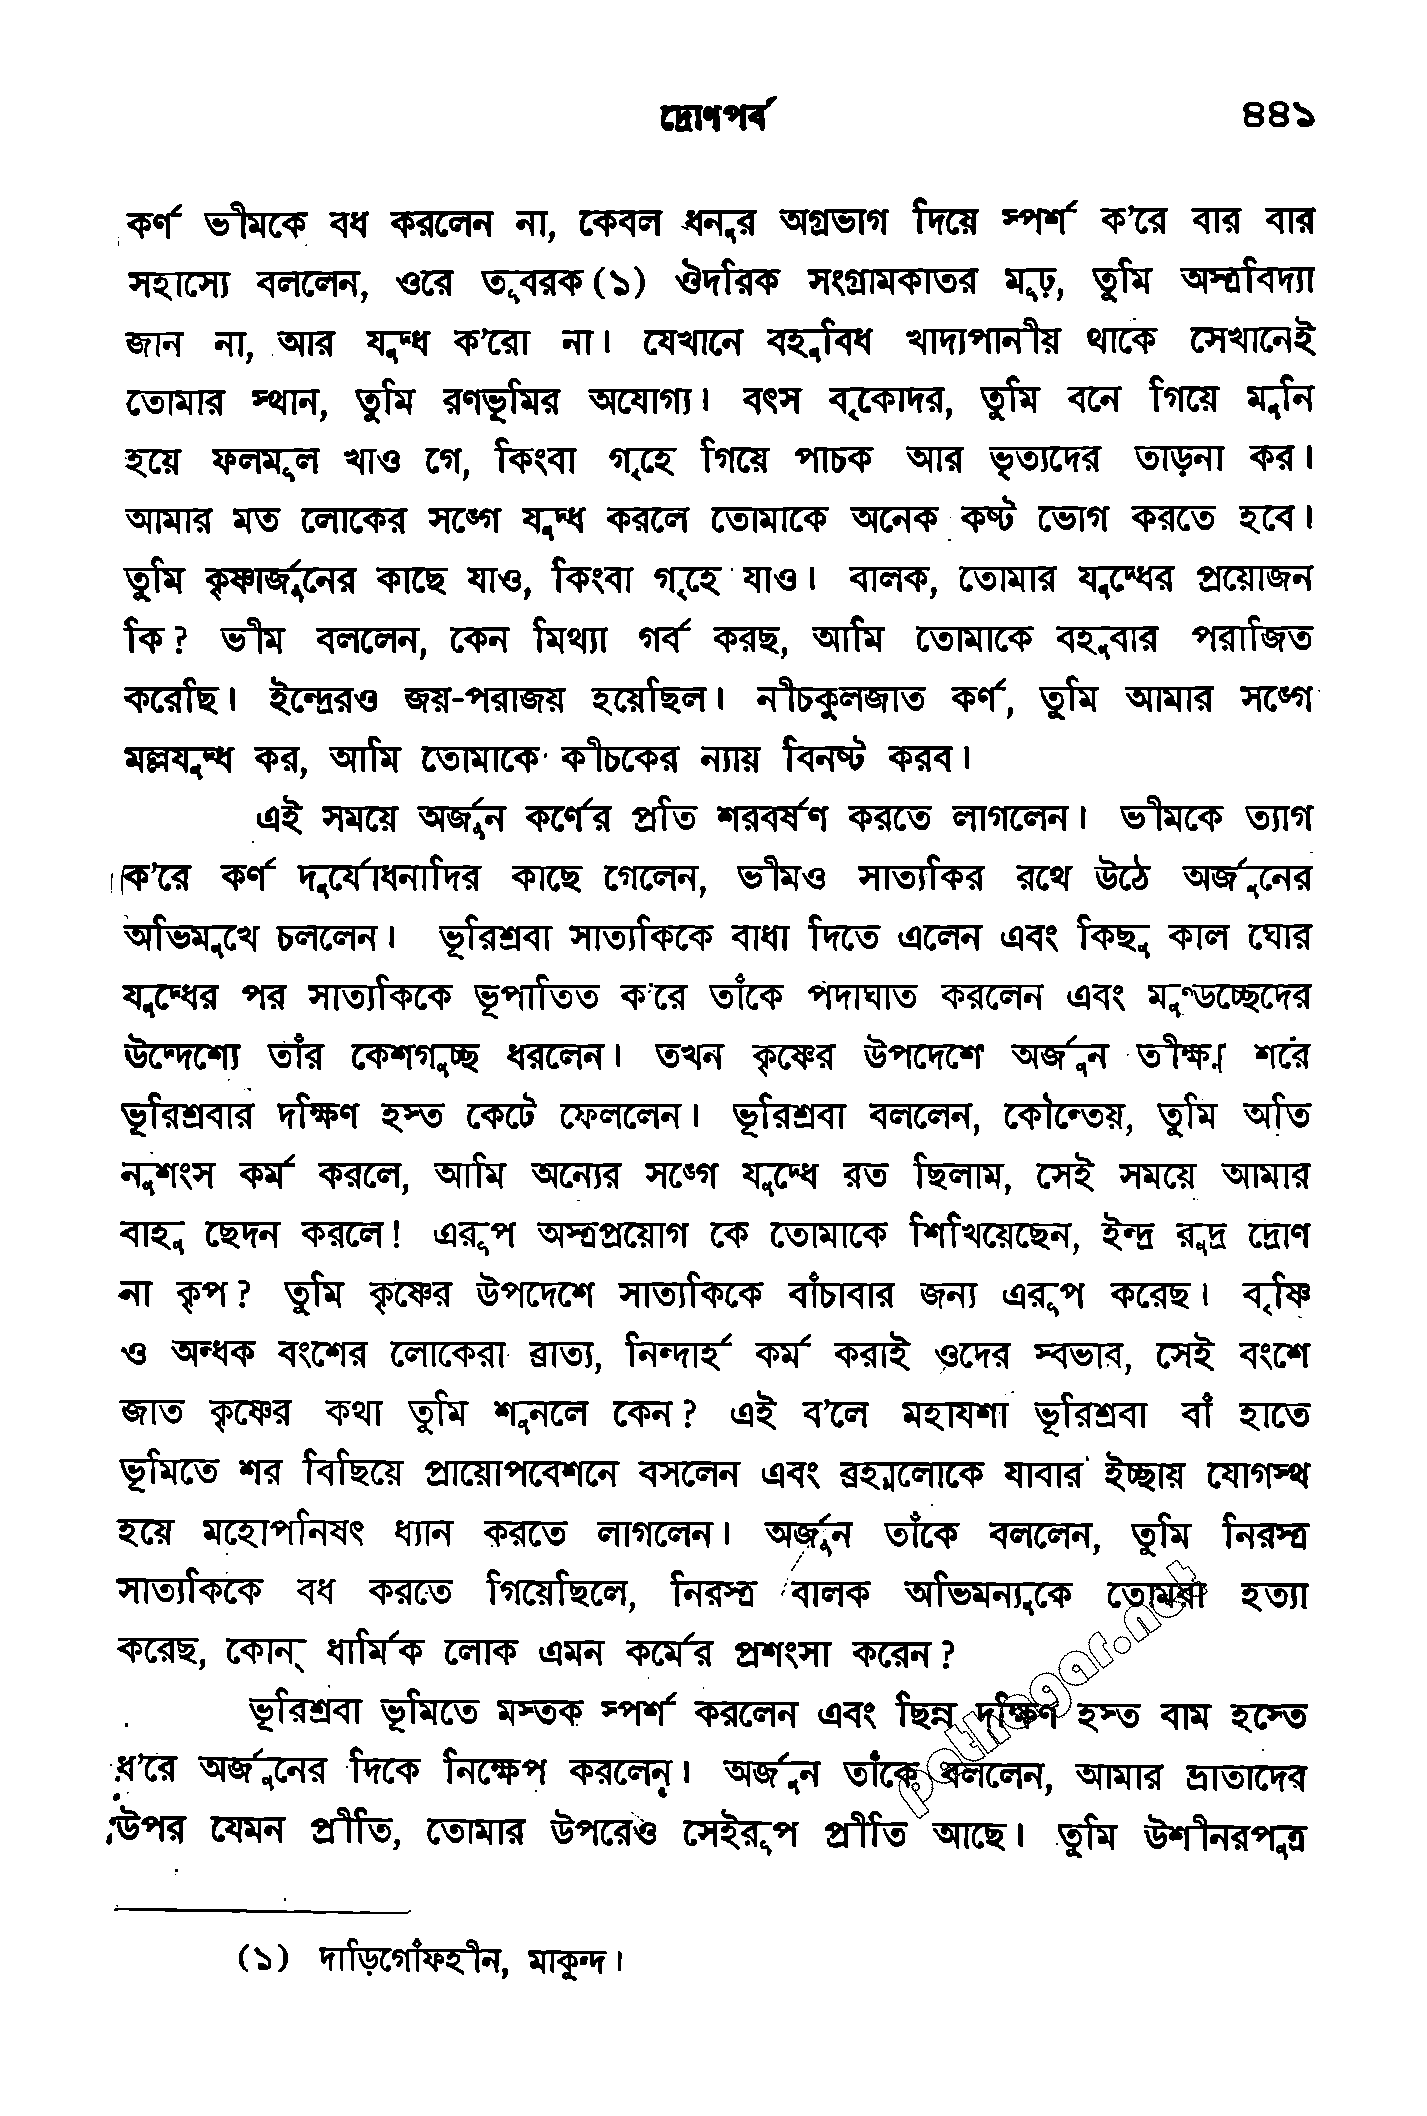 দ্রোণপর্ব ৪৪১
কর্ণ ভীমকে বধ করলেন না, কেবল ধনুর অগ্রভাগ দিয়ে স্পর্শ ক’রে বার বার
সহাস্যে বললেন, ওরে তূবরক (১) ঔদরিক সংগ্রামকাতর মূঢ়, তুমি অস্ত্রবিদ্যা
জান না, আর যুদ্ধ ক’রো না। যেখানে বহুবিধ খাদ্যপানীয় থাকে সেখানেই
তোমার স্থান, তুমি রণভূমির অযোগ্য। বৎস বৃকোদর, তুমি বনে গিয়ে মুনি
হয়ে ফলমূল খাও গে, কিংবা গৃহে গিয়ে পাচক আর ভৃত্যদের তাড়না কর।
আমার মত লোকের সঙ্গে যুদ্ধ করলে তোমাকে অনেক কষ্ট ভোগ করতে হবে।
তুমি কৃষ্ণার্জুনের কাছে যাও, কিংবা গৃহে যাও। বালক, তোমার যুদ্ধের প্রয়োজন
কি? ভীম বললেন, কেন মিথ্যা গর্ব করছ, আমি তোমাকে বহুবার পরাজিত
করেছি। ইন্দ্রেরও জয়-পরাজয় হয়েছিল। নীচকুলজাত কর্ণ, তুমি আমার সঙ্গে
মল্লযুদ্ধ কর, আমি তোমাকে কীচকের ন্যায় বিনষ্ট করব।
এই সময়ে অর্জুন কর্ণের প্রতি শরবর্ষণ করতে লাগলেন। ভীমকে ত্যাগ
ক’রে কর্ণ দুর্যোধনাদির কাছে গেলেন, ভীমও সাত্যকির রথে উঠে অর্জুনের
অভিমুখে চললেন। ভূরিশ্রবা সাত্যকিকে বাধা দিতে এলেন এবং কিছু কাল ঘোর
যুদ্ধের পর সাত্যকিকে ভূপাতিত ক’রে তাঁকে পদাঘাত করলেন এবং মুণ্ডচ্ছেদের
উদ্দেশ্যে তাঁর কেশগুচ্ছ ধরলেন। তখন কৃষ্ণের উপদেশে অর্জুন তীক্ষ্ণ শরে
ভূরিশ্রবার দক্ষিণ হস্ত কেটে ফেললেন। ভূরিশ্রবা বললেন, কৌন্তেয়, তুমি অতি
নৃশংস কর্ম করলে, আমি অন্যের সঙ্গে যুদ্ধে রত ছিলাম, সেই সময়ে আমার
বাহু ছেদন করলে! এরূপ অস্ত্রপ্রয়োগ কে তোমাকে শিখিয়েছেন, ইন্দ্র রুদ্র দ্রোণ
না কৃপ? তুমি কৃষ্ণের উপদেশে সাত্যকিকে বাঁচাবার জন্য এরূপ করেছ। বৃষ্ণি
ও অন্ধক বংশের লোকেরা ব্রাত্য, নিন্দার্হ কর্ম করাই ওদের স্বভাব, সেই বংশে
জাত কৃষ্ণের কথা তুমি শুনলে কেন? এই ব’লে মহাযশা ভূরিশ্রবা বাঁ হাতে
ভূমিতে শর বিছিয়ে প্রায়োপবেশনে বসলেন এবং ব্রহ্মলোকে যাবার ইচ্ছায় যোগস্থ
হয়ে মহোপনিষৎ ধ্যান করতে লাগলেন। অর্জুন তাঁকে বললেন, তুমি নিরস্ত্র
সাত্যকিকে বধ করতে গিয়েছিলে, নিরস্ত্র বালক অভিমন্যুকে তোমরা হত্যা
করেছ, কোন্ ধার্মিক লোক এমন কর্মের প্রশংসা করেন?
ভূরিশ্রবা ভূমিতে মস্তক স্পর্শ করলেন এবং ছিন্ন দক্ষিণ হস্ত বাম হস্তে
ধ’রে অর্জুনের দিকে নিক্ষেপ করলেন। অর্জুন তাঁকে বললেন, আমার ভ্রাতাদের
উপর যেমন প্রীতি, তোমার উপরেও সেইরূপ প্রীতি আছে। তুমি উশীনরপুত্র
(১) দাড়িগোঁফহীন, মাকুন্দ।
pathagar.net